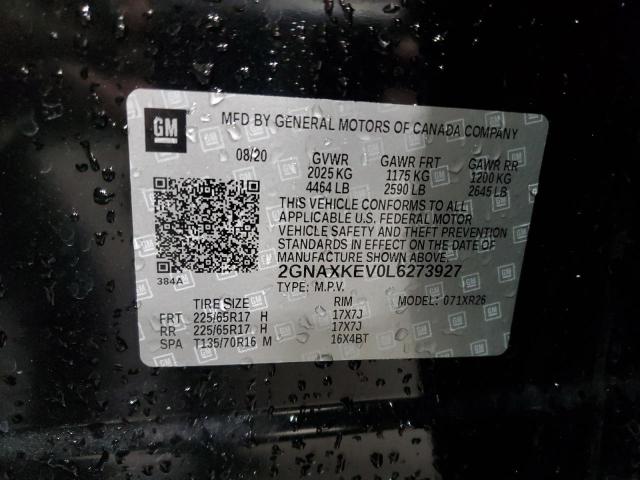 GM
MFD BY GENERAL MOTORS OF CANADA COMPANY
08/20 GVWR GAWR FRT GAWR RR
2025 KG 1175 KG 1200 KG
4464 LB 2590 LB 2645 LB
THIS VEHICLE CONFORMS TO ALL
APPLICABLE U.S. FEDERAL MOTOR
VEHICLE SAFETY AND THEFT PREVENTION
STANDARDS IN EFFECT ON THE DATE OF
MANUFACTURE SHOWN ABOVE.
384A
2GNAXKEV0L6273927
TYPE: M.P.V.
TIRE SIZE RIM MODEL: 071XR26
FRT 225/65R17 H 17X7J
RR 225/65R17 H 17X7J
SPA T135/70R16 M 16X4BT